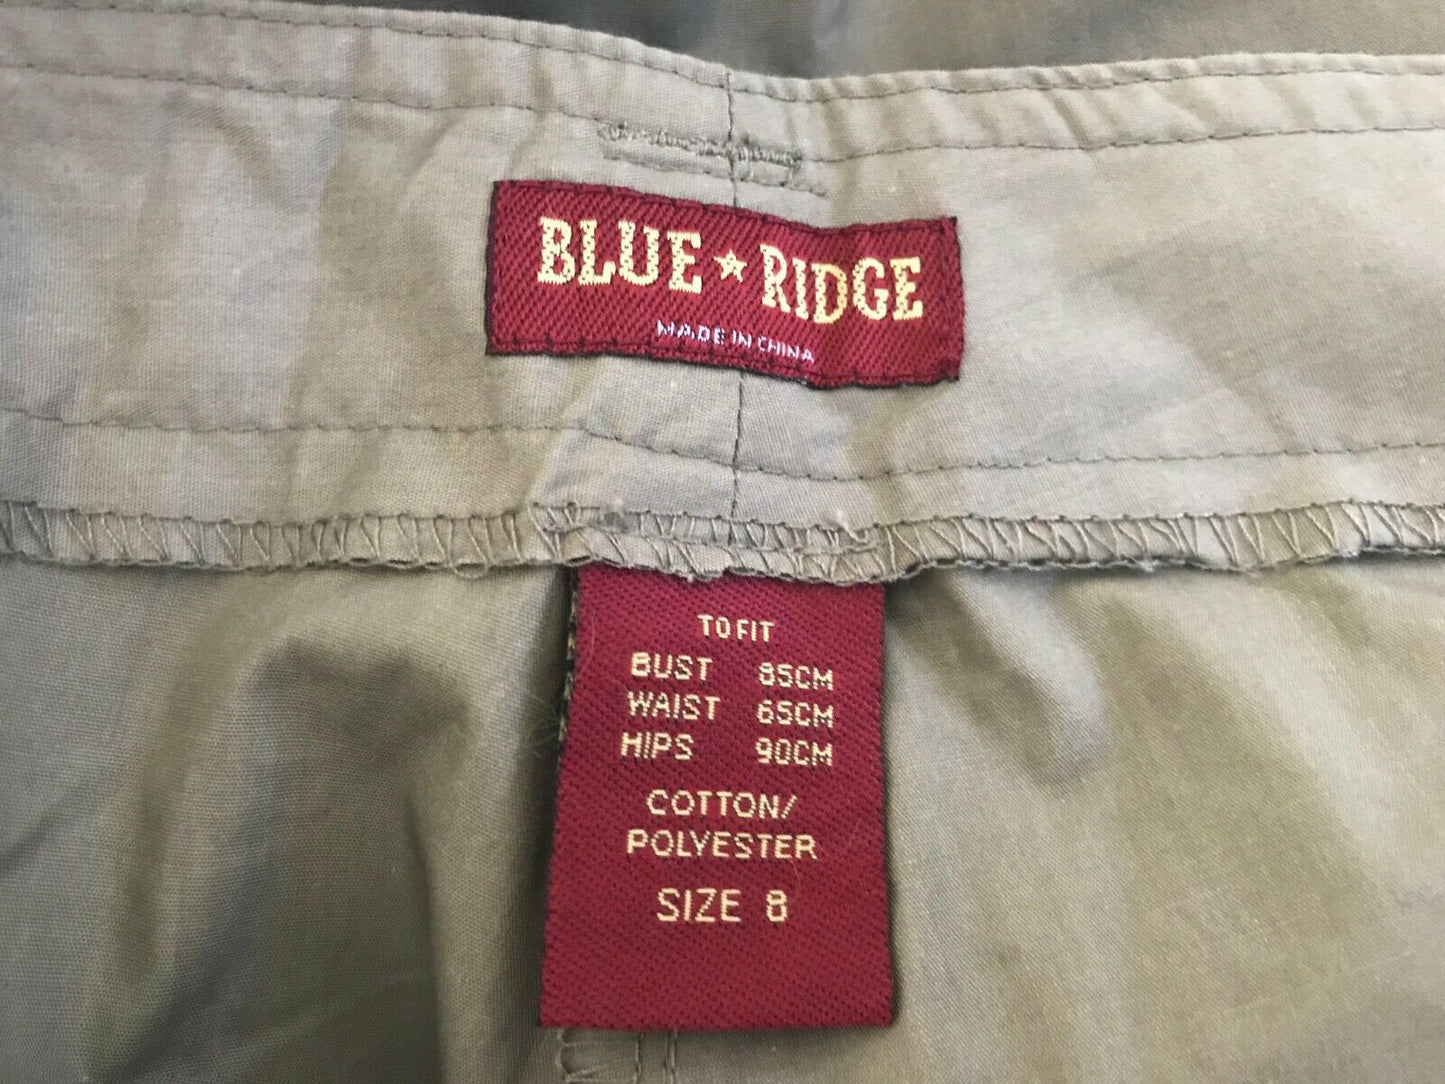 BLUE ★ RIDGE
MADE IN CHINA
TO FIT
BUST 85CM
WAIST 65CM
HIPS 90CM
COTTON/
POLYESTER
SIZE 8